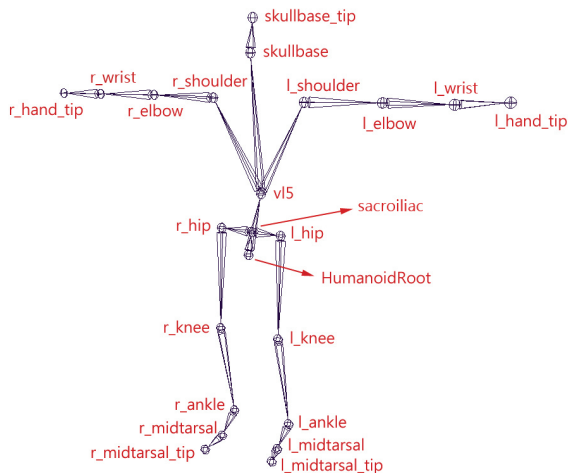 skullbase_tip
skullbase
r_wrist
r_shoulder
l_shoulder
l_wrist
r_hand_tip
r_elbow
l_elbow
l_hand_tip
vl5
sacroiliac
r_hip
l_hip
HumanoidRoot
r_knee
l_knee
r_ankle
l_ankle
r_midtarsal
l_midtarsal
r_midtarsal_tip
l_midtarsal_tip